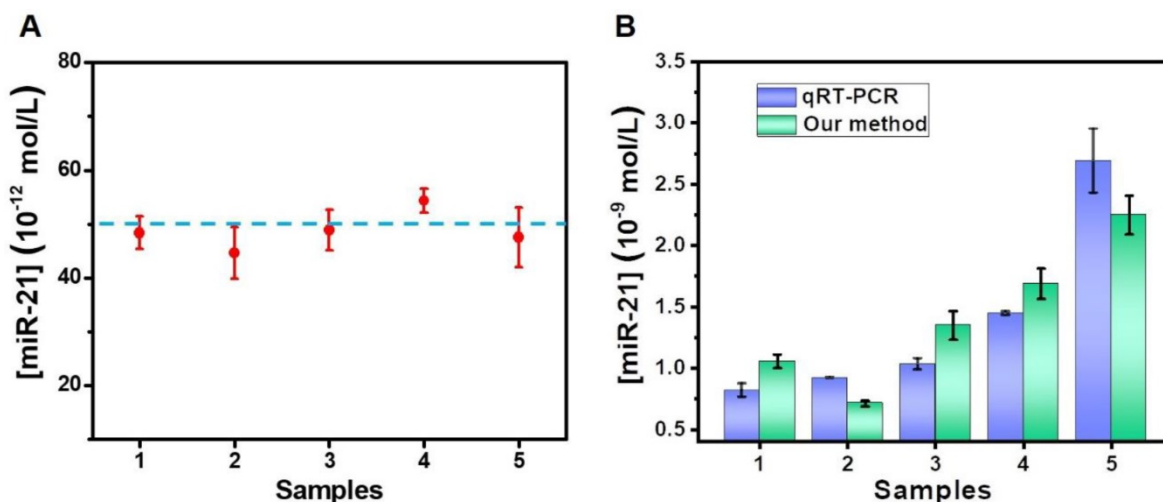 A
[miR-21] (10⁻¹² mol/L)
80
60
40
20
1 2 3 4 5
Samples
B
[miR-21] (10⁻⁹ mol/L)
3.5
3.0
2.5
2.0
1.5
1.0
0.5
qRT-PCR
Our method
1 2 3 4 5
Samples